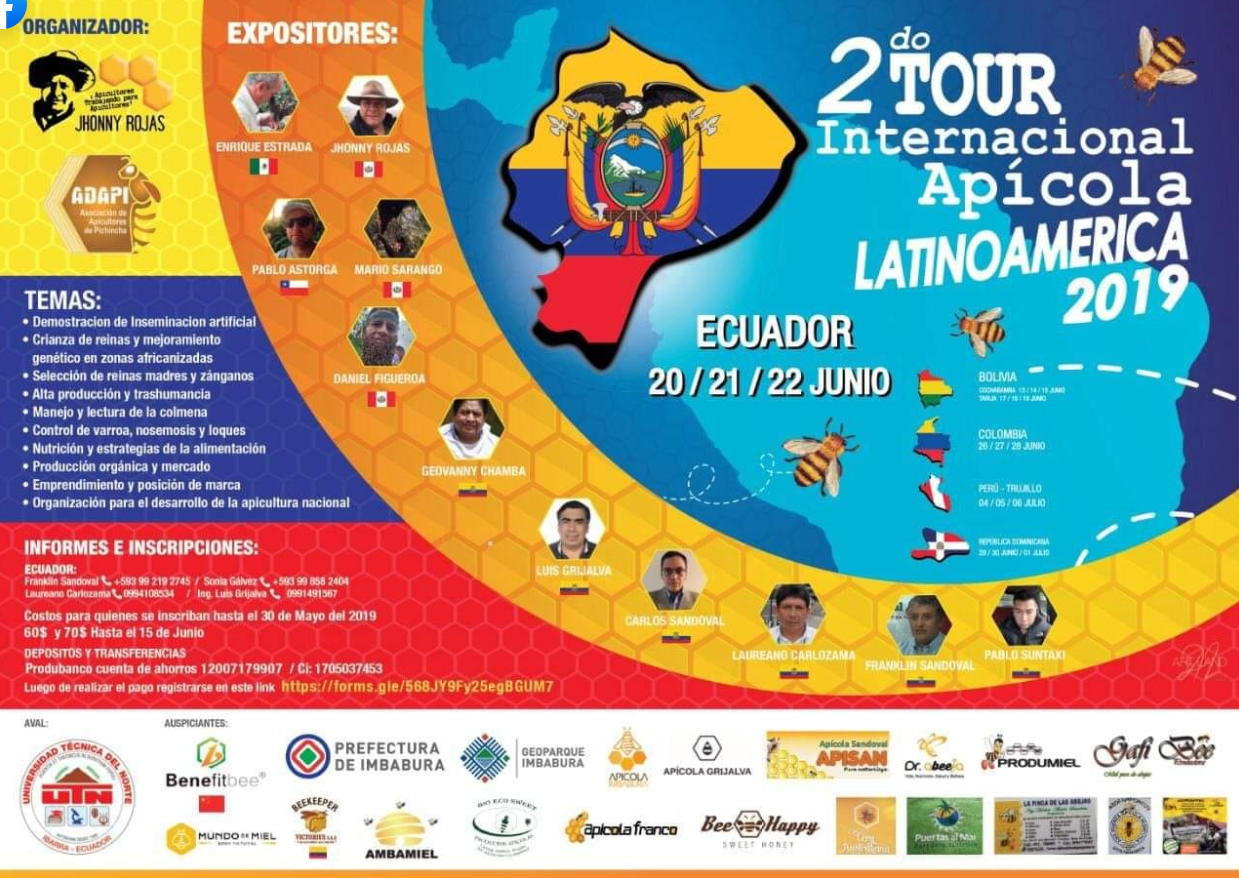 ORGANIZADOR:
"Apicultores
Trabajando para
Apicultores"
JHONNY ROJAS
ADAPI
Asociación de
Apicultores
de Pichincha
EXPOSITORES:
ENRIQUE ESTRADA
JHONNY ROJAS
PABLO ASTORGA
MARIO SARANGO
DANIEL FIGUEROA
GEOVANNY CHAMBA
LUIS GRIJALVA
CARLOS SANDOVAL
LAUREANO CARLOZAMA
FRANKLIN SANDOVAL
PABLO SUNTAXI
2do TOUR
Internacional
Apícola
LATINOAMERICA
2019
ECUADOR
20 / 21 / 22 JUNIO
BOLIVIA
COCHABAMBA 13 / 14 / 15 JUNIO
TARIJA 17 / 18 / 19 JUNIO
COLOMBIA
26 / 27 / 28 JUNIO
PERÚ - TRUJILLO
04 / 05 / 06 JULIO
REPÚBLICA DOMINICANA
29 / 30 JUNIO / 01 JULIO
TEMAS:
• Demostracion de Inseminacion artificial
• Crianza de reinas y mejoramiento
genético en zonas africanizadas
• Selección de reinas madres y zánganos
• Alta producción y trashumancia
• Manejo y lectura de la colmena
• Control de varroa, nosemosis y loques
• Nutrición y estrategias de la alimentación
• Producción orgánica y mercado
• Emprendimiento y posición de marca
• Organización para el desarrollo de la apicultura nacional
INFORMES E INSCRIPCIONES:
ECUADOR:
Franklin Sandoval +593 99 219 2745 / Sonia Gálvez +593 99 858 2404
Laureano Carlozama 0994108534 / Ing. Luis Grijalva 0991491567
Costos para quienes se inscriban hasta el 30 de Mayo del 2019
60$ y 70$ Hasta el 15 de Junio
DEPOSITOS Y TRANSFERENCIAS
Produbanco cuenta de ahorros 12007179907 / Ci: 1705037453
Luego de realizar el pago registrarse en este link https://forms.gle/568JY9Fy25egBGUM7
AVAL:
UNIVERSIDAD TÉCNICA DEL NORTE
UTN
IBARRA - ECUADOR
AUSPICIANTES:
Benefitbee®
PREFECTURA
DE IMBABURA
GEOPARQUE
IMBABURA
APICOLA
IMBABURA
APÍCOLA GRIJALVA
Apícola Sandoval
APISAN
Dr. abeeja
PRODUMIEL
Gafi Bee
MUNDO DE MIEL
BEEKEEPER
VICTORIUS S.A.S
AMBAMIEL
BIO ECO SWEET
apicola franco
Bee Happy
SWEET HONEY
Puertas al Mar
LA FINCA DE LAS ABEJAS